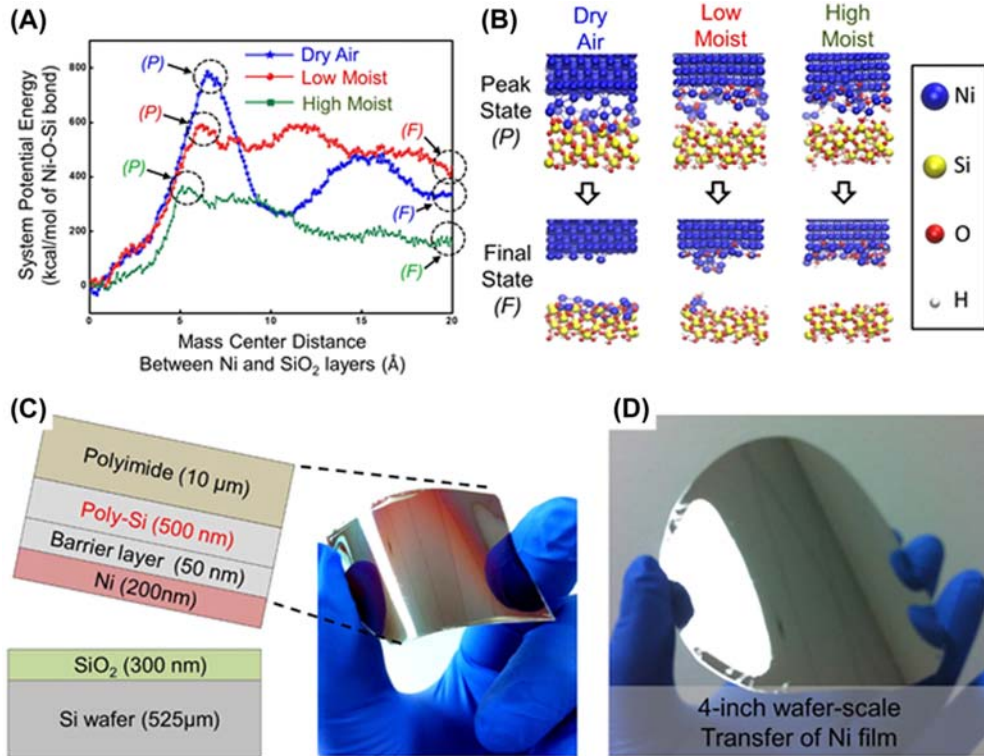 (A)
System Potential Energy
(kcal/mol of Ni-O-Si bond)
800
600
400
200
0
0
5
10
15
20
Mass Center Distance
Between Ni and SiO₂ layers (Å)
Dry Air
Low Moist
High Moist
(P)
(P)
(P)
(F)
(F)
(F)
(B)
Dry
Air
Low
Moist
High
Moist
Peak
State
(P)
Final
State
(F)
Ni
Si
O
H
(C)
Polyimide (10 µm)
Poly-Si (500 nm)
Barrier layer (50 nm)
Ni (200nm)
SiO₂ (300 nm)
Si wafer (525µm)
(D)
4-inch wafer-scale
Transfer of Ni film